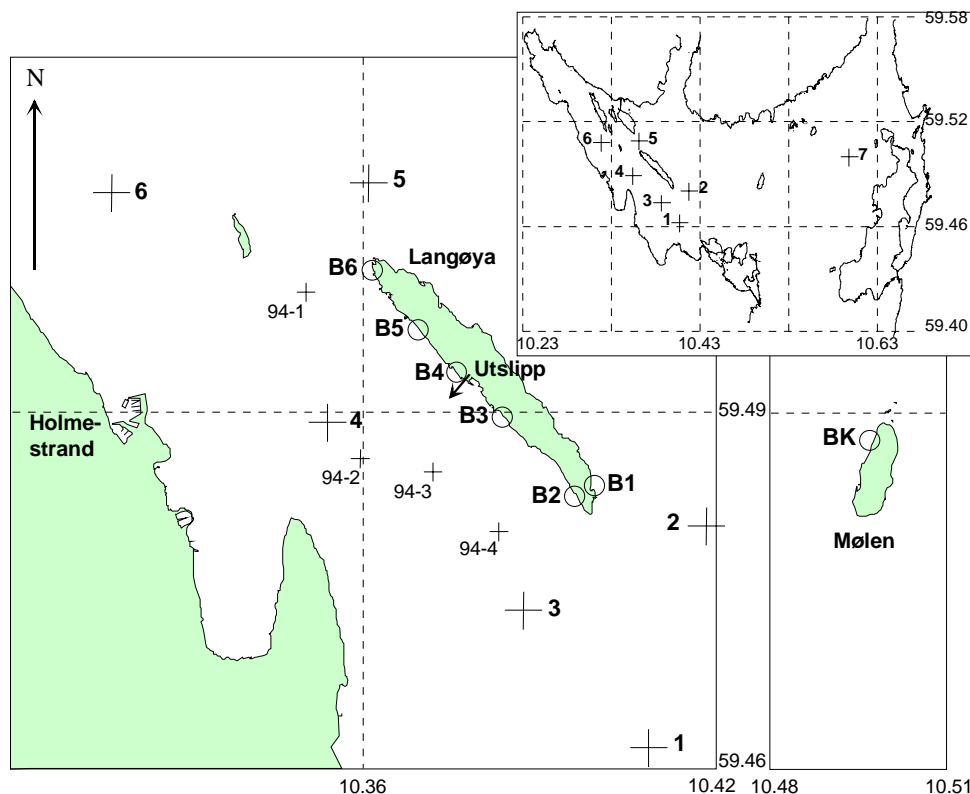 59.58
N
59.52
6
5
7
4
2
3
1
59.46
59.40
10.23
10.43
10.63
5
6
Langøya
B6
94-1
B5
Utslipp
B4
59.49
B3
Holme-
strand
4
BK
94-2
94-3
B1
B2
2
Mølen
94-4
3
1
59.46
10.36
10.42
10.48
10.51